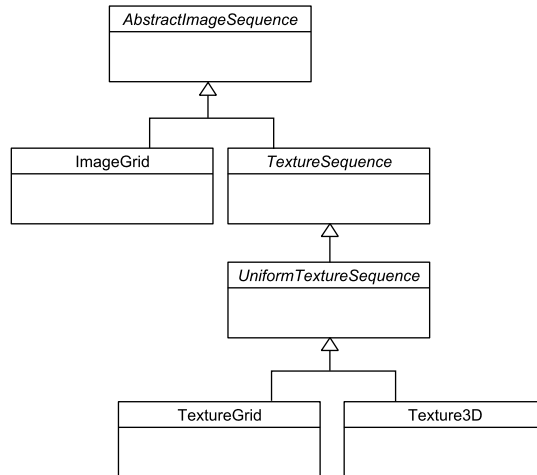 AbstractImageSequence
ImageGrid
TextureSequence
UniformTextureSequence
TextureGrid
Texture3D